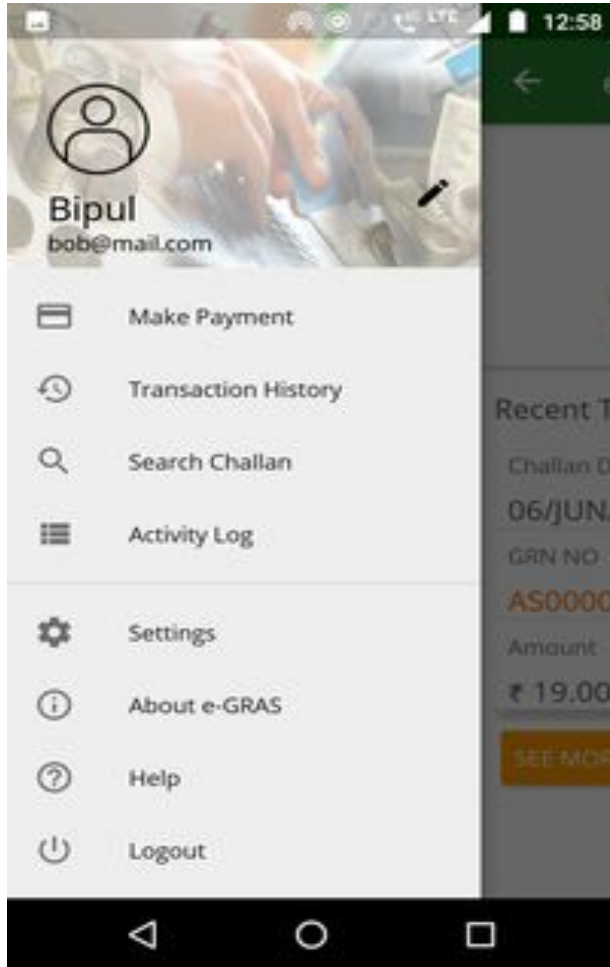 LTE 12:58
Bipul
bob@mail.com
Make Payment
Transaction History
Search Challan
Activity Log
Settings
About e-GRAS
Help
Logout
Recent T
Challan D
06/JUN
GRN NO
AS0000
Amount
₹ 19.00
SEE MOR